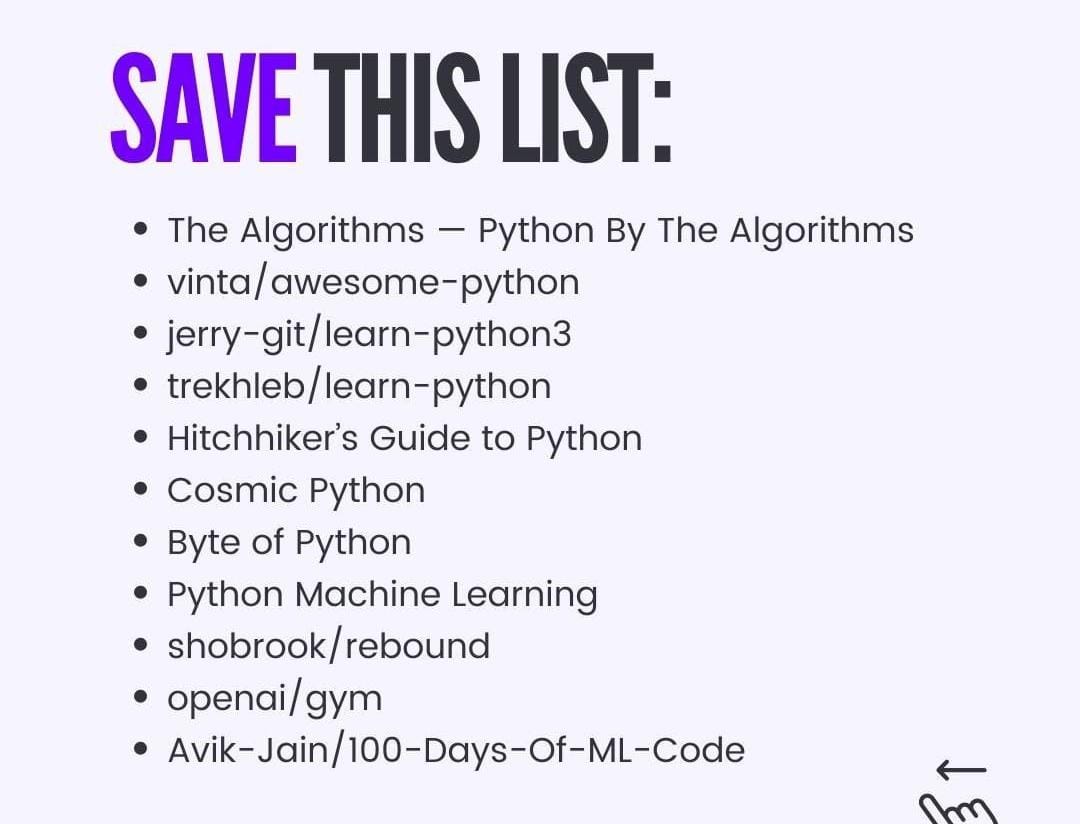 SAVE THIS LIST:
• The Algorithms — Python By The Algorithms
• vinta/awesome-python
• jerry-git/learn-python3
• trekhleb/learn-python
• Hitchhiker’s Guide to Python
• Cosmic Python
• Byte of Python
• Python Machine Learning
• shobrook/rebound
• openai/gym
• Avik-Jain/100-Days-Of-ML-Code